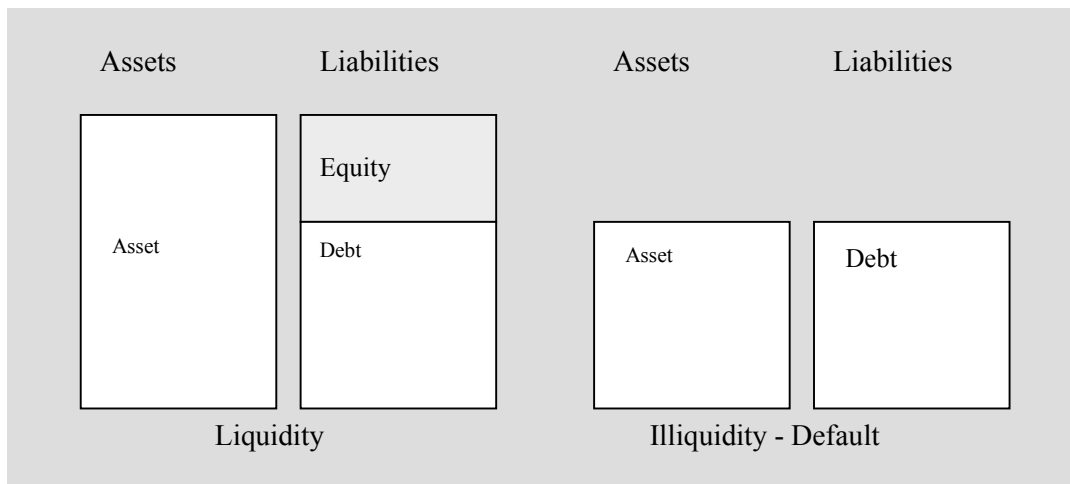 Assets Liabilities Assets Liabilities
Equity
Asset Debt Asset Debt
Liquidity Illiquidity - Default